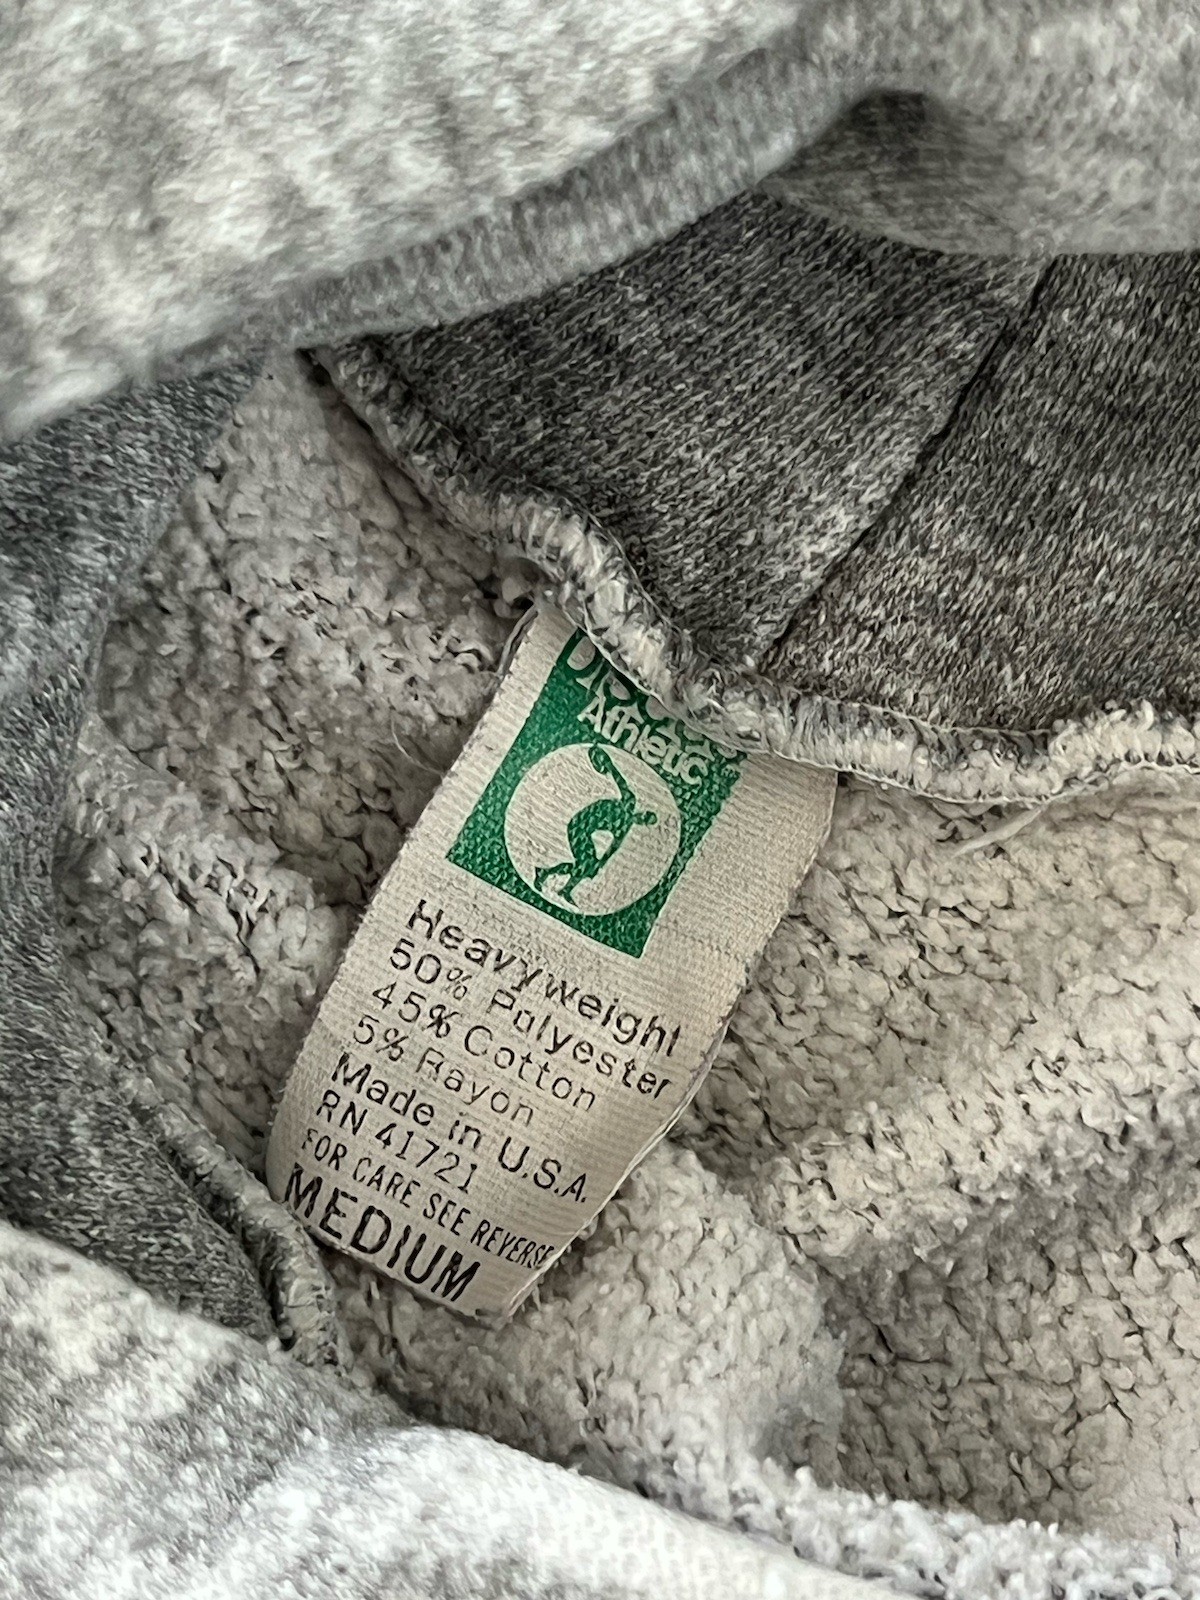 Athletic
Heavyweight
50% Polyester
45% Cotton
5% Rayon
Made in U.S.A.
RN 41721
FOR CARE SEE REVERSE
MEDIUM